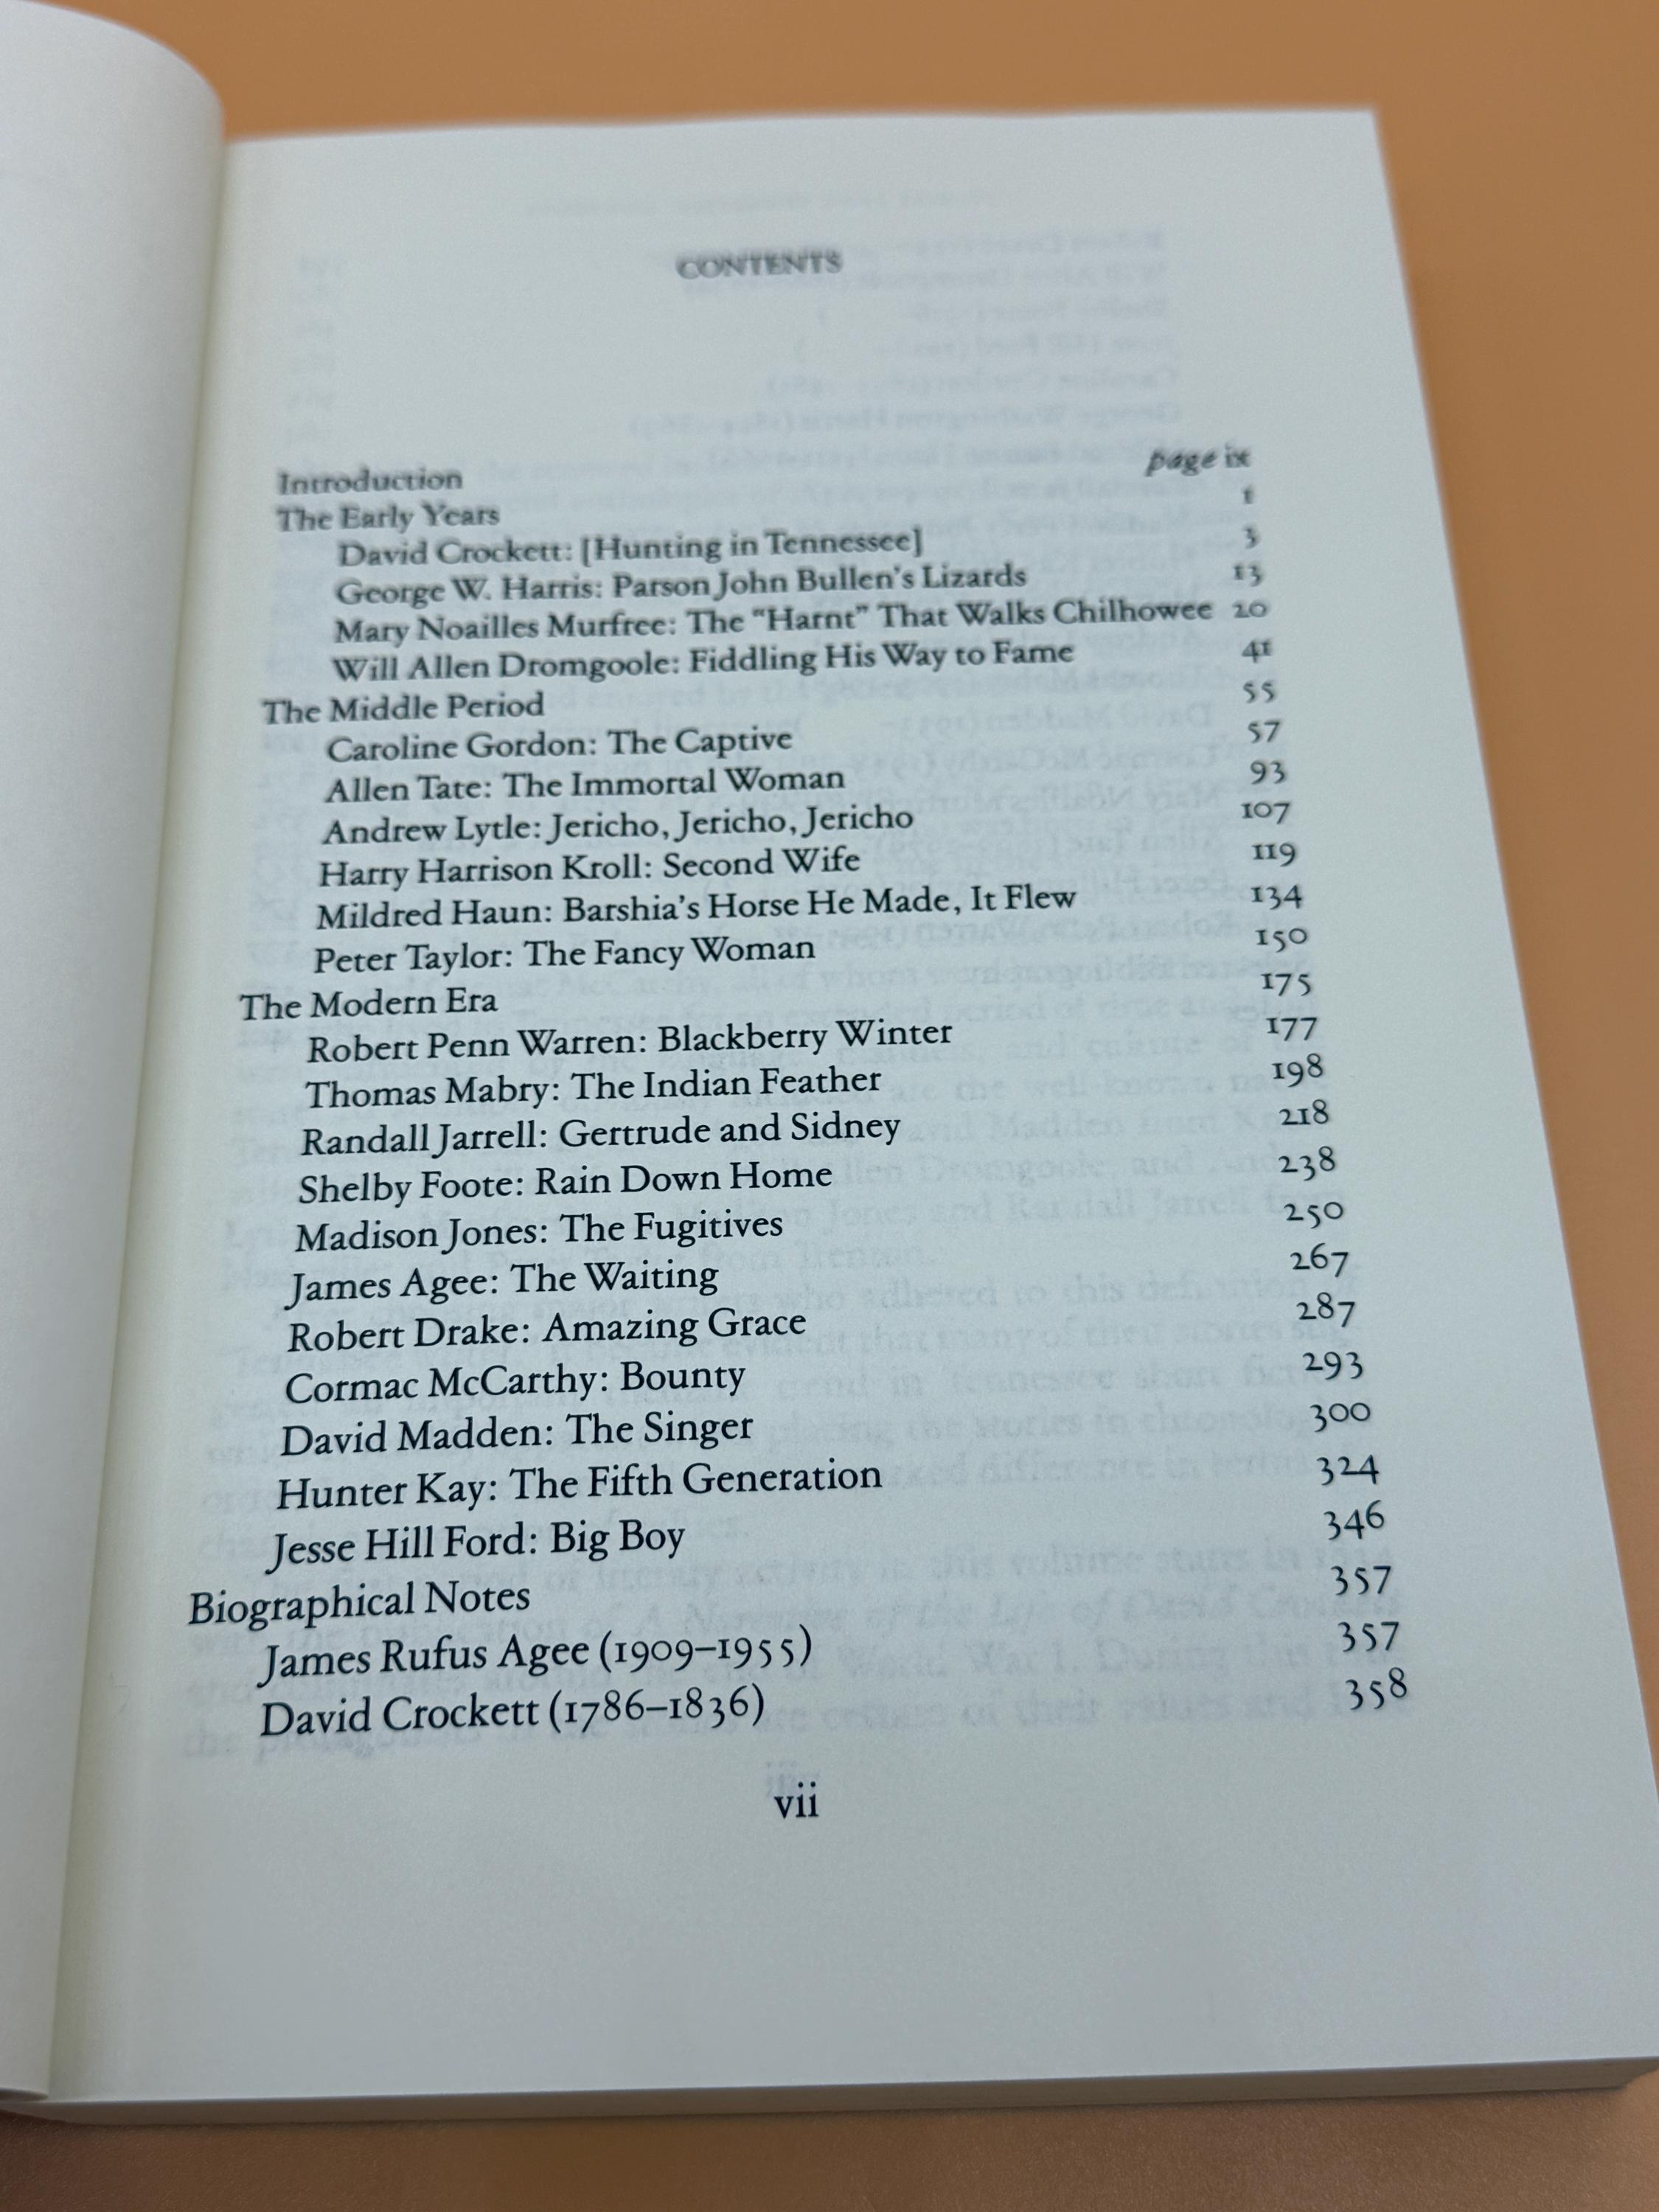 CONTENTS
Introduction page ix
The Early Years 1
David Crockett: [Hunting in Tennessee] 3
George W. Harris: Parson John Bullen's Lizards 13
Mary Noailles Murfree: The "Harnt" That Walks Chilhowee 20
Will Allen Dromgoole: Fiddling His Way to Fame 41
The Middle Period 55
Caroline Gordon: The Captive 57
Allen Tate: The Immortal Woman 93
Andrew Lytle: Jericho, Jericho, Jericho 107
Harry Harrison Kroll: Second Wife 119
Mildred Haun: Barshia's Horse He Made, It Flew 134
Peter Taylor: The Fancy Woman 150
The Modern Era 175
Robert Penn Warren: Blackberry Winter 177
Thomas Mabry: The Indian Feather 198
Randall Jarrell: Gertrude and Sidney 218
Shelby Foote: Rain Down Home 238
Madison Jones: The Fugitives 250
James Agee: The Waiting 267
Robert Drake: Amazing Grace 287
Cormac McCarthy: Bounty 293
David Madden: The Singer 300
Hunter Kay: The Fifth Generation 324
Jesse Hill Ford: Big Boy 346
Biographical Notes 357
James Rufus Agee (1909–1955) 357
David Crockett (1786–1836) 358
vii